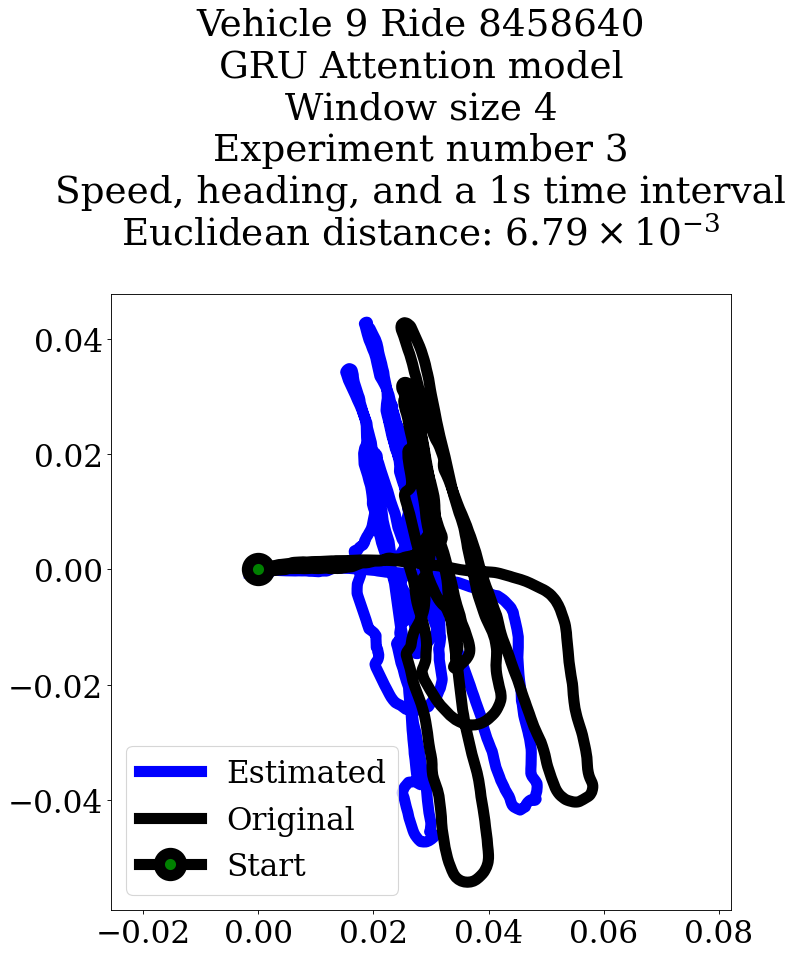 Vehicle 9 Ride 8458640
GRU Attention model
Window size 4
Experiment number 3
Speed, heading, and a 1s time interval
Euclidean distance: 6.79 × 10⁻³
0.04
0.02
0.00
−0.02
−0.04
Estimated
Original
Start
−0.02 0.00 0.02 0.04 0.06 0.08